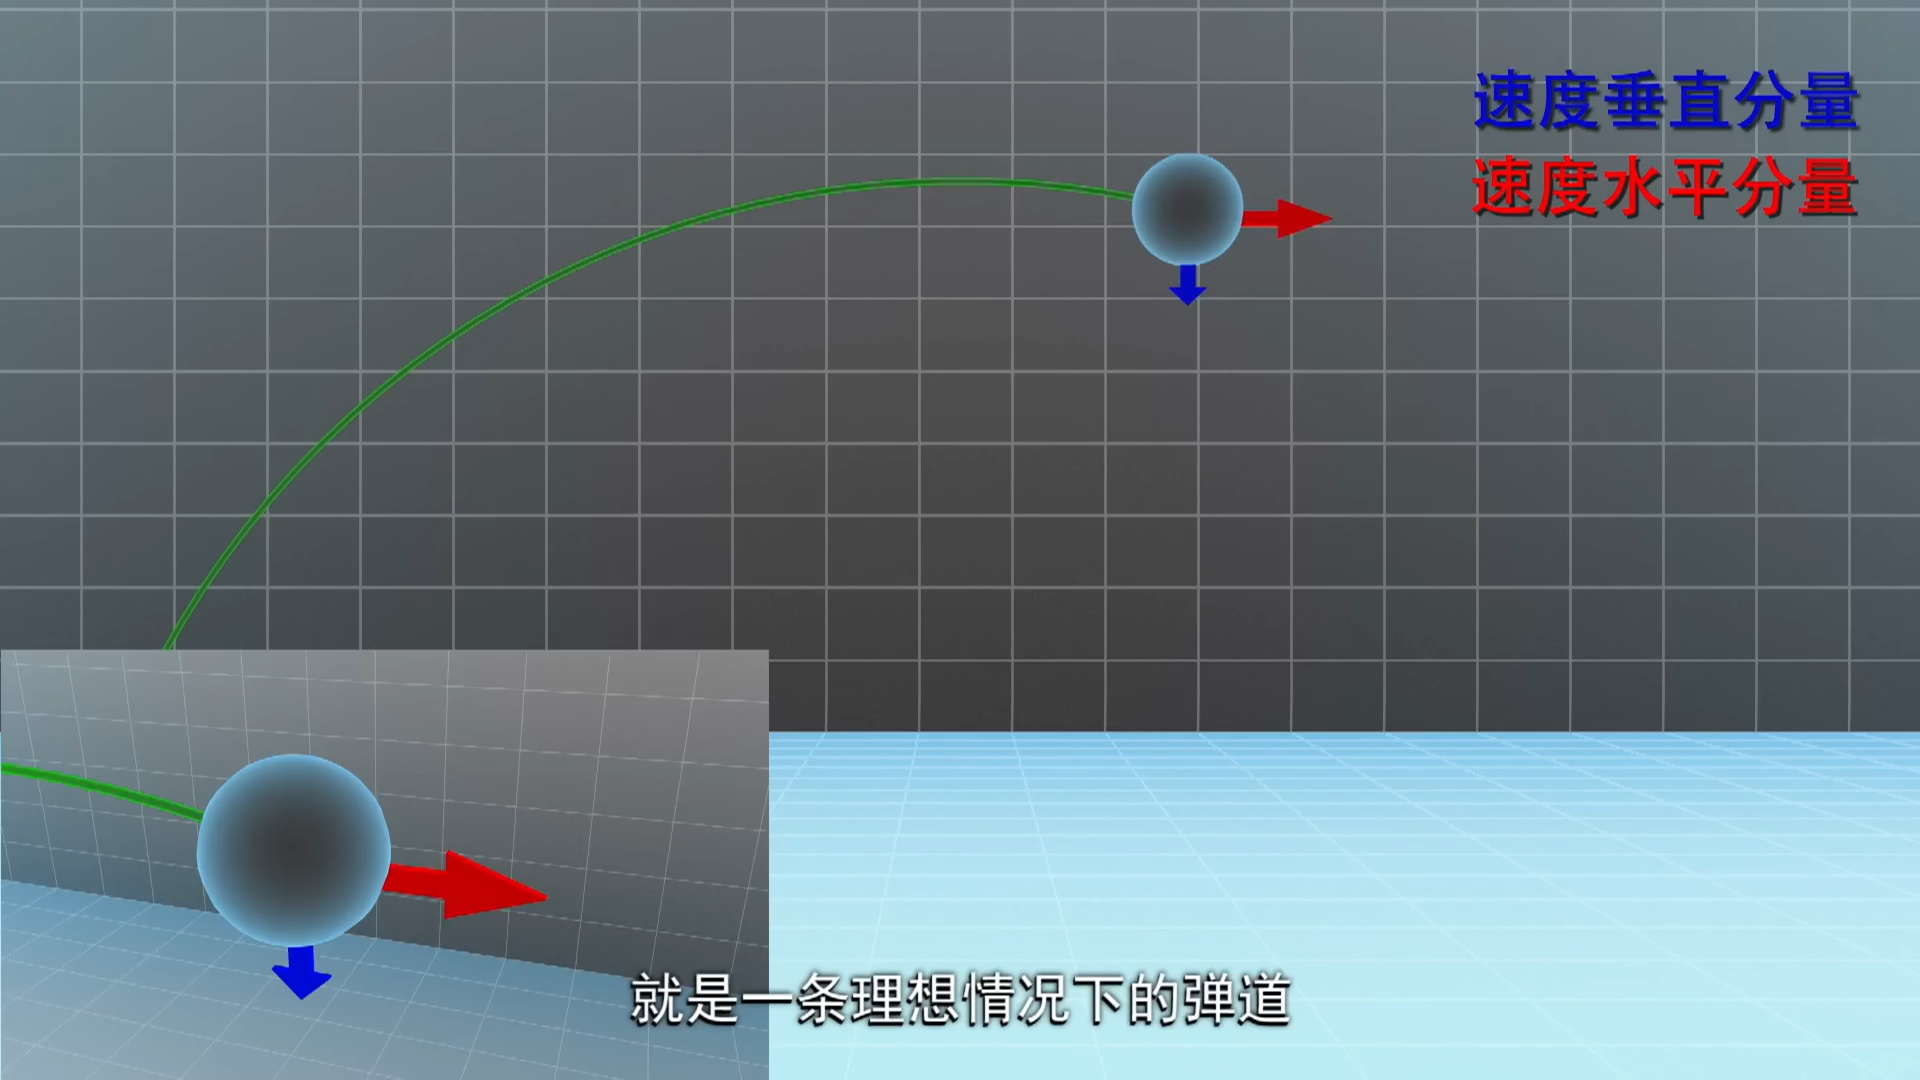 速度垂直分量
速度水平分量
就是一条理想情况下的弹道